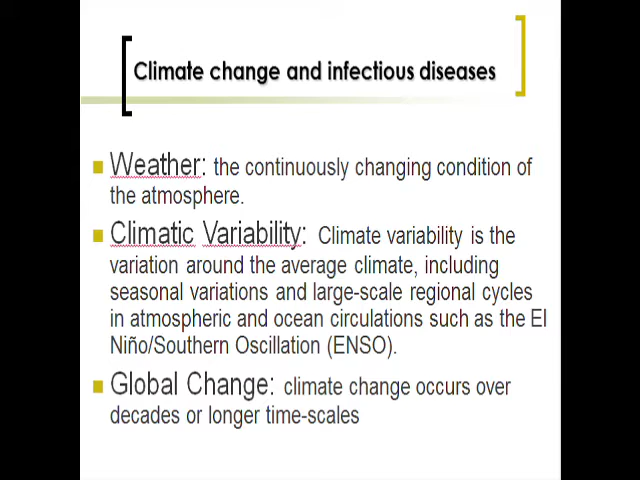 Climate change and infectious diseases
Weather: the continuously changing condition of
the atmosphere.
Climatic Variability: Climate variability is the
variation around the average climate, including
seasonal variations and large-scale regional cycles
in atmospheric and ocean circulations such as the El
Niño/Southern Oscillation (ENSO).
Global Change: climate change occurs over
decades or longer time-scales